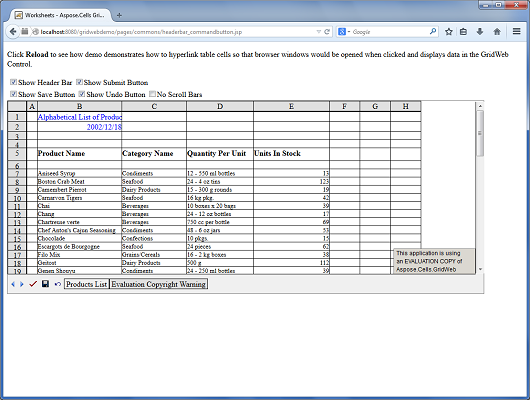 Worksheets - Aspose.Cells Gri...
localhost:8080/gridwebdemo/pages/commons/headerbar_commandbutton.jsp
Google
Click Reload to see how demo demonstrates how to hyperlink table cells so that browser windows would be opened when clicked and displays data in the GridWeb
Control.
Show Header Bar Show Submit Button
Show Save Button Show Undo Button No Scroll Bars
A B C D E F G H
1 Alphabetical List of Produc
2 2002/12/18
3
4
5 Product Name Category Name Quantity Per Unit Units In Stock
6
7 Aniseed Syrup Condiments 12 - 550 ml bottles 13
8 Boston Crab Meat Seafood 24 - 4 oz tins 123
9 Camembert Pierrot Dairy Products 15 - 300 g rounds 19
10 Carnarvon Tigers Seafood 16 kg pkg. 42
11 Chai Beverages 10 boxes x 20 bags 39
12 Chang Beverages 24 - 12 oz bottles 17
13 Chartreuse verte Beverages 750 cc per bottle 69
14 Chef Anton's Cajun Seasoning Condiments 48 - 6 oz jars 53
15 Chocolade Confections 10 pkgs. 15
16 Escargots de Bourgogne Seafood 24 pieces 62
17 Filo Mix Grains/Cereals 16 - 2 kg boxes 38
18 Geitost Dairy Products 500 g 112
19 Genen Shouyu Condiments 24 - 250 ml bottles 39
This application is using
an EVALUATION COPY of
Aspose.Cells.GridWeb
Products List Evaluation Copyright Warning